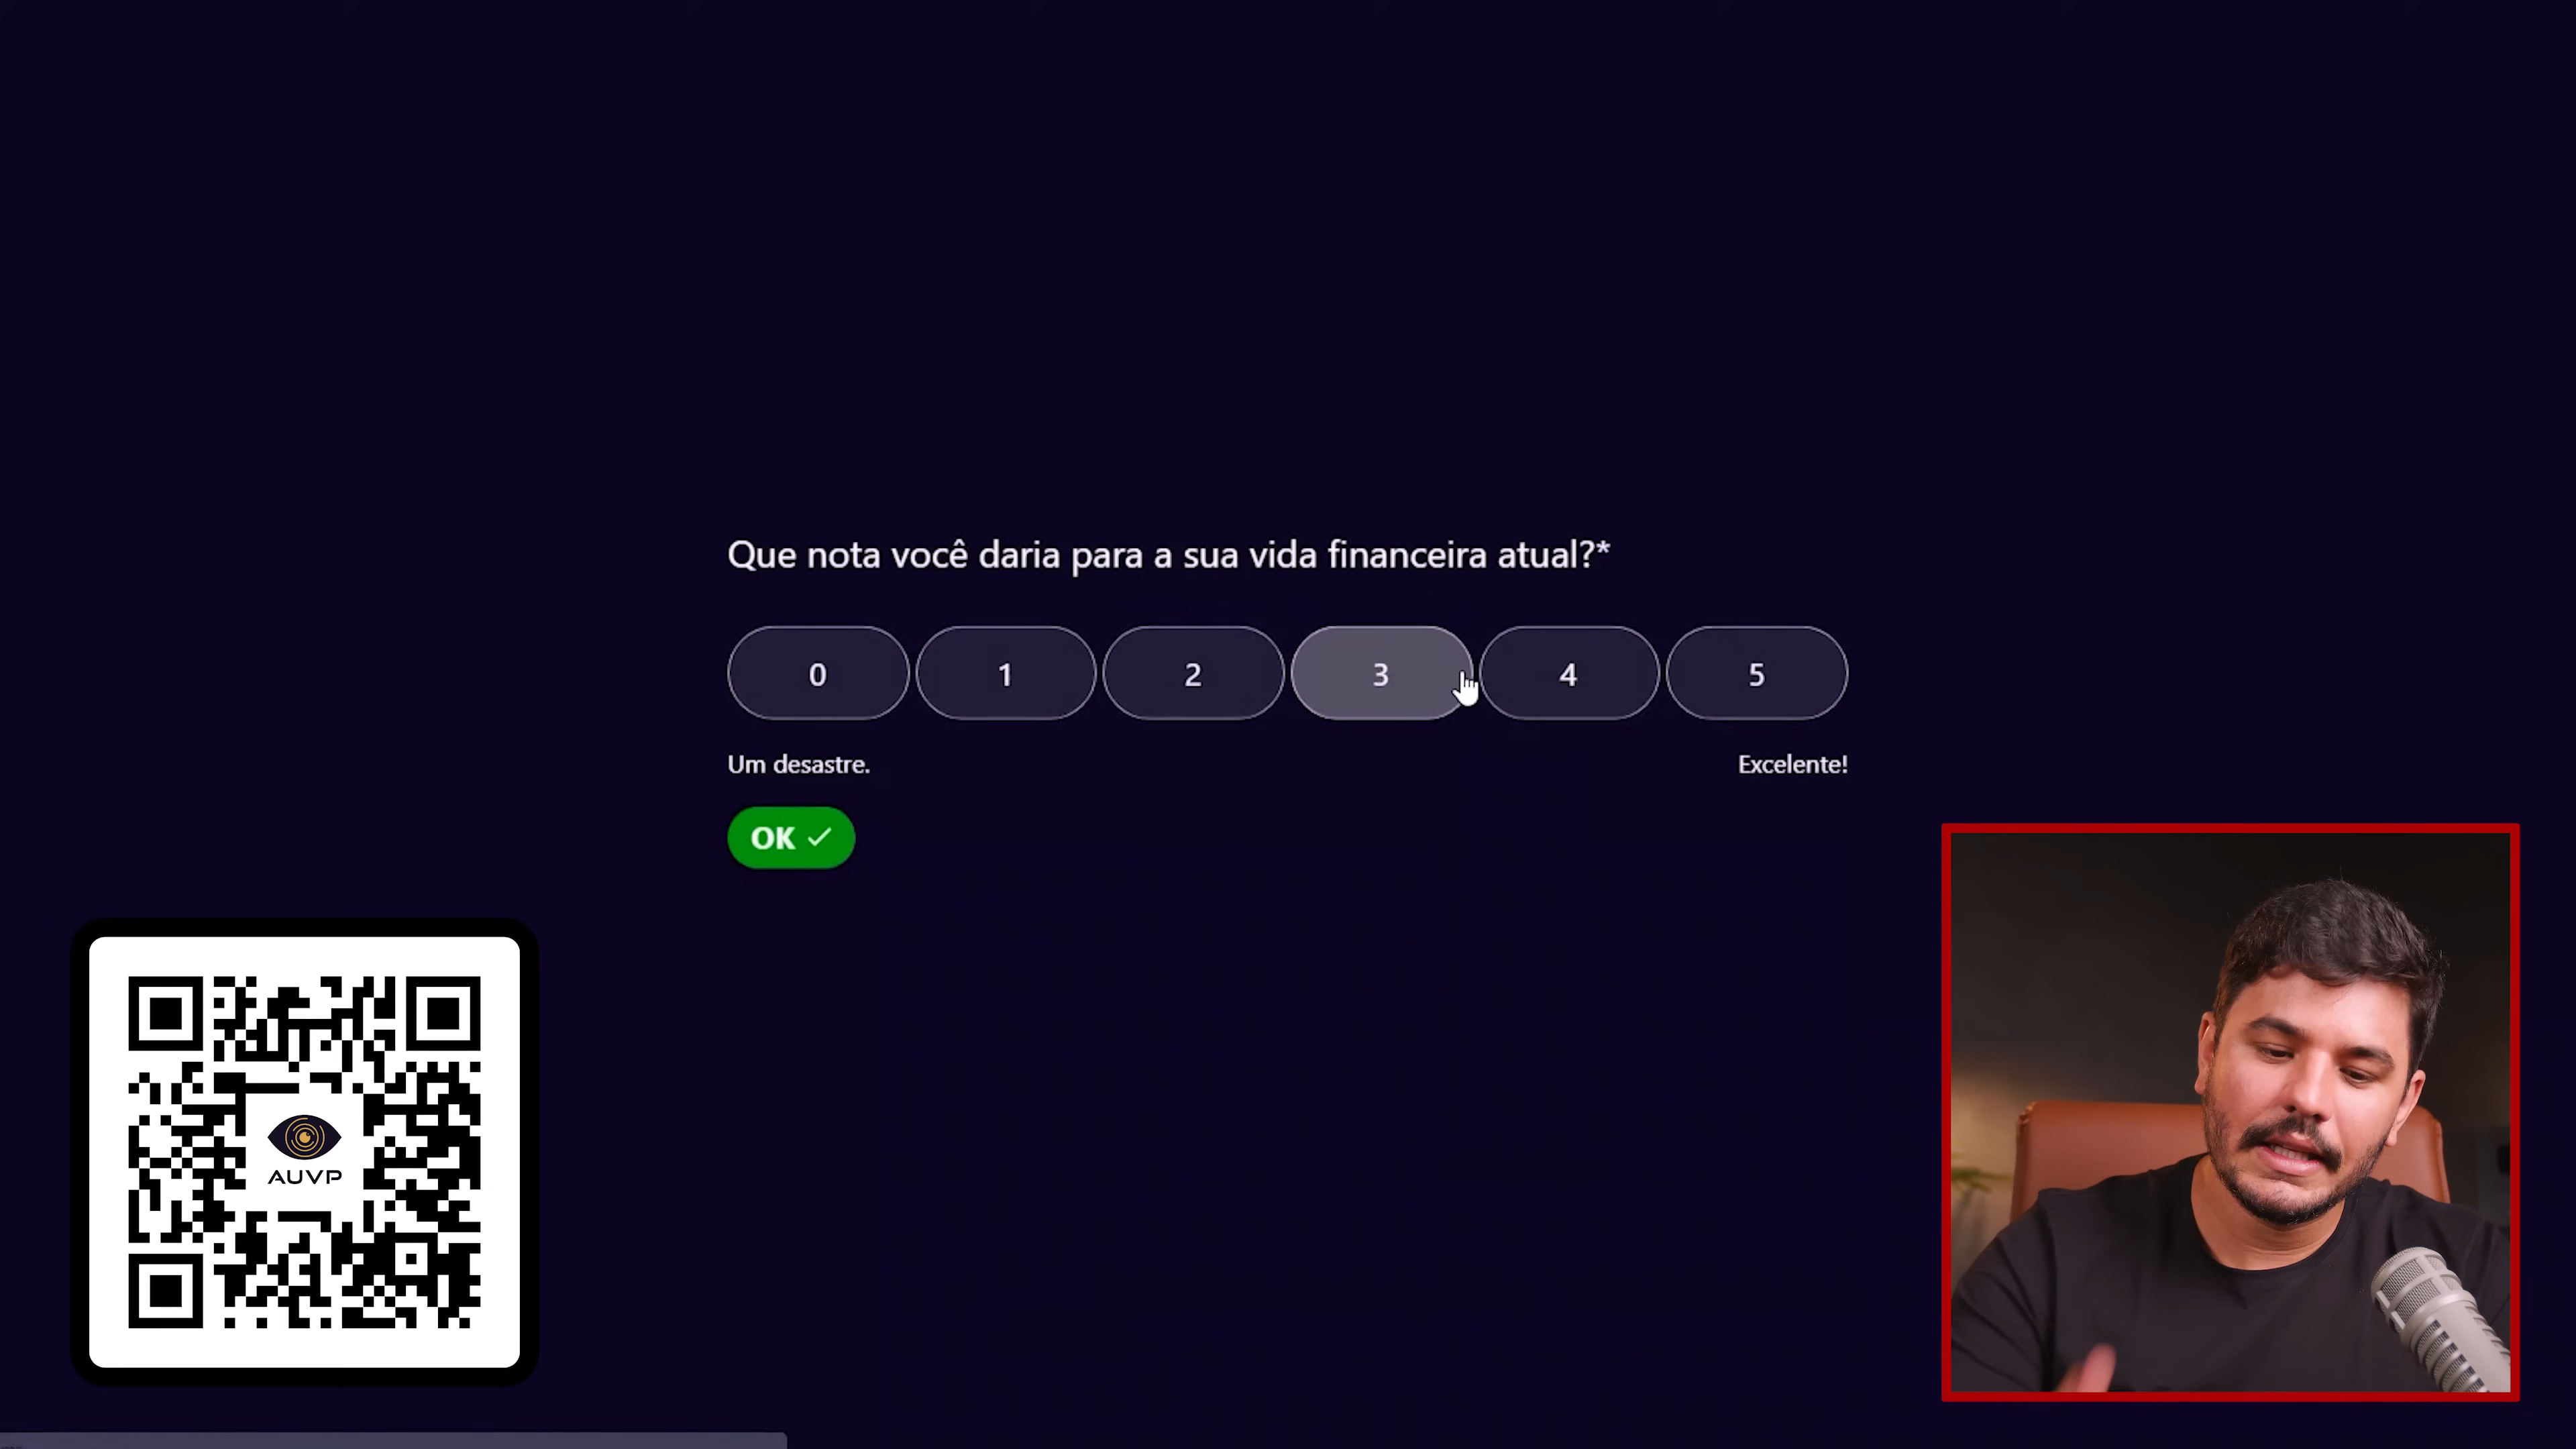 Que nota você daria para a sua vida financeira atual?*
0 1 2 3 4 5
Um desastre. Excelente!
OK
AUVP